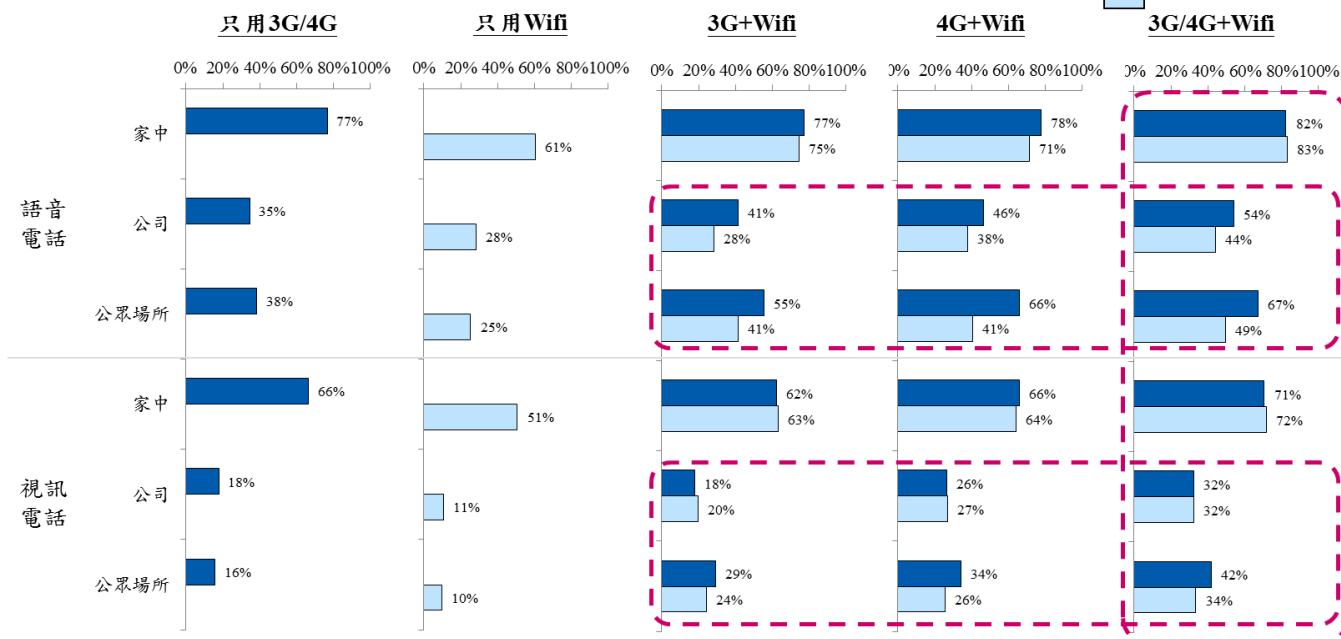 只用3G/4G 只用Wifi 3G+Wifi 4G+Wifi 3G/4G+Wifi
0% 20% 40% 60% 80%100% 0% 20% 40% 60% 80%100% 0% 20% 40% 60% 80%100% 0% 20% 40% 60% 80%100% 0% 20% 40% 60% 80%100%
語音
電話
家中 77% 61% 77% 75% 78% 71% 82% 83%
公司 35% 28% 41% 28% 46% 38% 54% 44%
公眾場所 38% 25% 55% 41% 66% 41% 67% 49%
視訊
電話
家中 66% 51% 62% 63% 66% 64% 71% 72%
公司 18% 11% 18% 20% 26% 27% 32% 32%
公眾場所 16% 10% 29% 24% 34% 26% 42% 34%